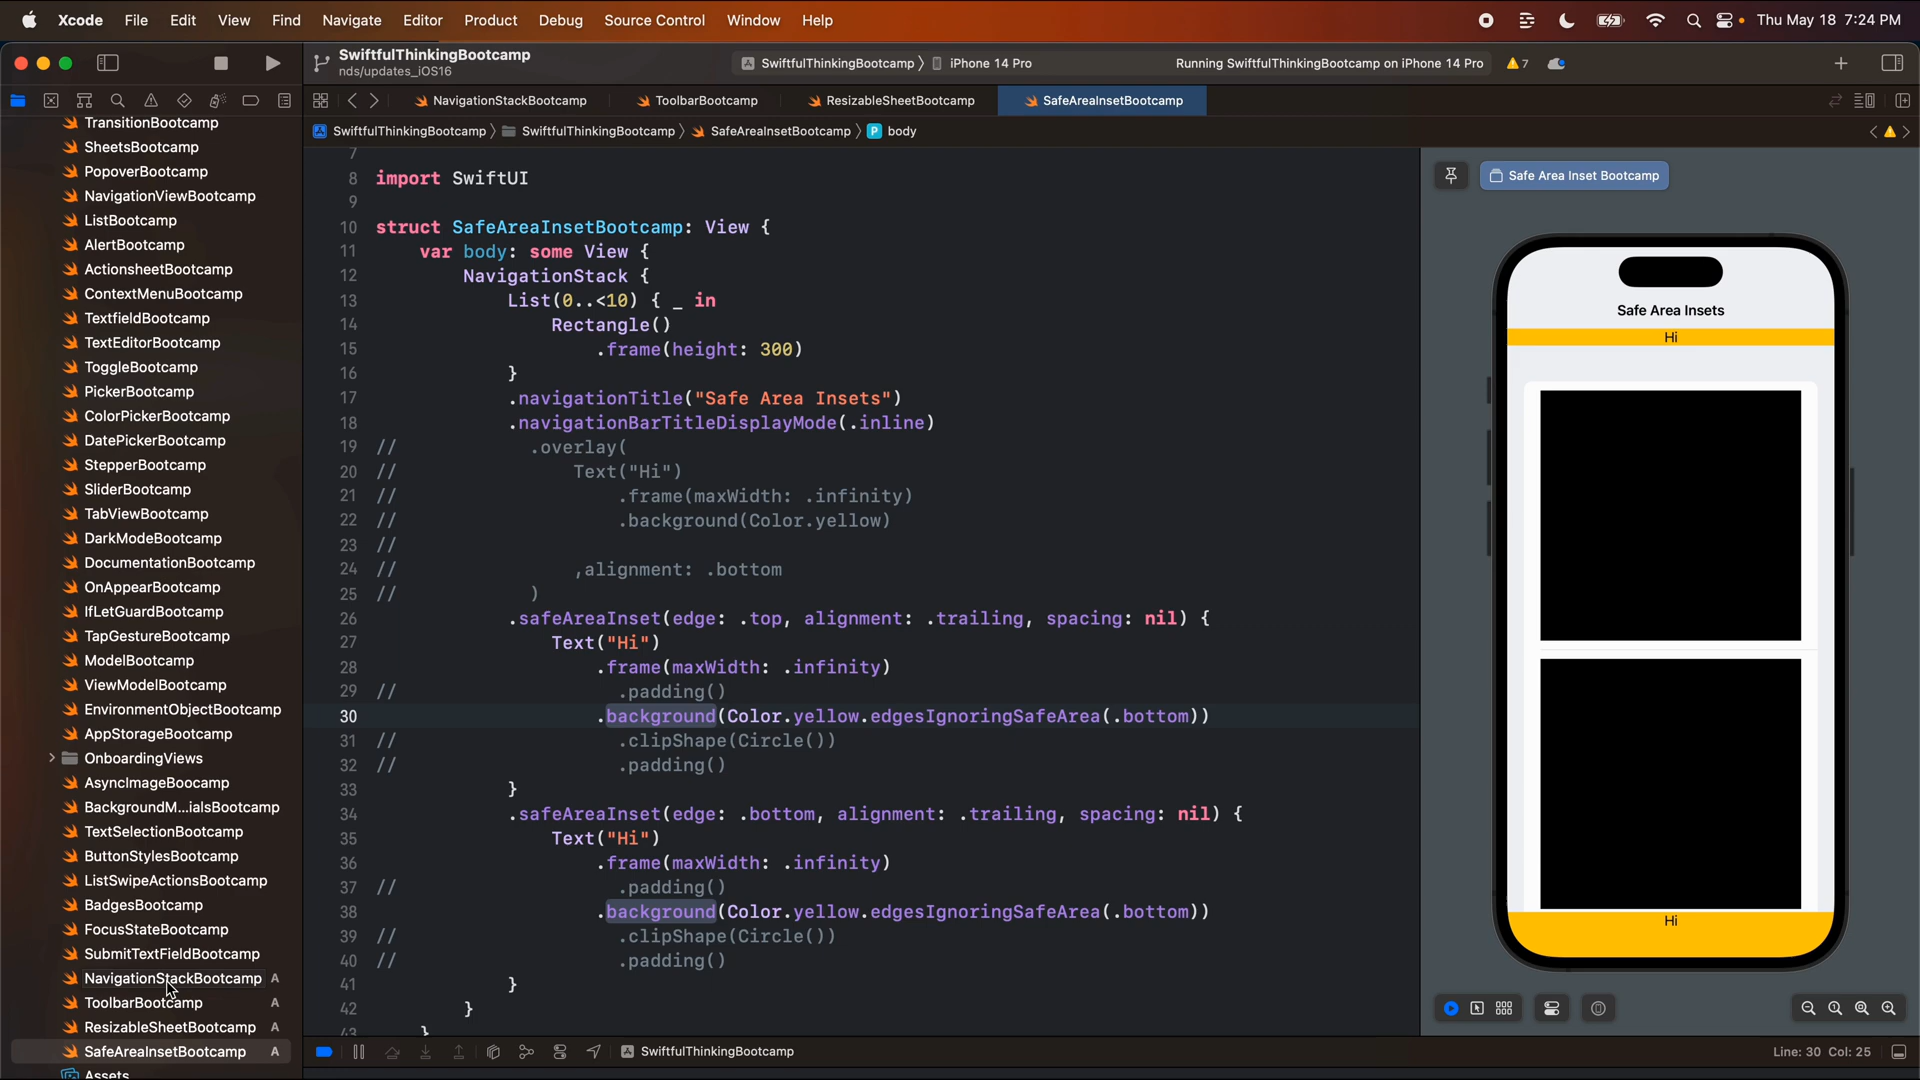 Xcode File Edit View Find Navigate Editor Product Debug Source Control Window Help Thu May 18 7:24 PM
SwiftfulThinkingBootcamp
nds/updates_iOS16
SwiftfulThinkingBootcamp 〉 iPhone 14 Pro Running SwiftfulThinkingBootcamp on iPhone 14 Pro 7
NavigationStackBootcamp ToolbarBootcamp ResizableSheetBootcamp SafeAreaInsetBootcamp
SwiftfulThinkingBootcamp 〉 SwiftfulThinkingBootcamp 〉 SafeAreaInsetBootcamp 〉 P body
TransitionBootcamp
SheetsBootcamp
PopoverBootcamp
NavigationViewBootcamp
ListBootcamp
AlertBootcamp
ActionsheetBootcamp
ContextMenuBootcamp
TextfieldBootcamp
TextEditorBootcamp
ToggleBootcamp
PickerBootcamp
ColorPickerBootcamp
DatePickerBootcamp
StepperBootcamp
SliderBootcamp
TabViewBootcamp
DarkModeBootcamp
DocumentationBootcamp
OnAppearBootcamp
IfLetGuardBootcamp
TapGestureBootcamp
ModelBootcamp
ViewModelBootcamp
EnvironmentObjectBootcamp
AppStorageBootcamp
OnboardingViews
AsyncImageBoocamp
BackgroundM...ialsBootcamp
TextSelectionBootcamp
ButtonStylesBootcamp
ListSwipeActionsBootcamp
BadgesBootcamp
FocusStateBootcamp
SubmitTextFieldBootcamp
NavigationStackBootcamp A
ToolbarBootcamp A
ResizableSheetBootcamp A
SafeAreaInsetBootcamp A
Assets
7
8 import SwiftUI
9
10 struct SafeAreaInsetBootcamp: View {
11 var body: some View {
12 NavigationStack {
13 List(0..<10) { _ in
14 Rectangle()
15 .frame(height: 300)
16 }
17 .navigationTitle("Safe Area Insets")
18 .navigationBarTitleDisplayMode(.inline)
19 // .overlay(
20 // Text("Hi")
21 // .frame(maxWidth: .infinity)
22 // .background(Color.yellow)
23 //
24 // ,alignment: .bottom
25 // )
26 .safeAreaInset(edge: .top, alignment: .trailing, spacing: nil) {
27 Text("Hi")
28 .frame(maxWidth: .infinity)
29 // .padding()
30 .background(Color.yellow.edgesIgnoringSafeArea(.bottom))
31 // .clipShape(Circle())
32 // .padding()
33 }
34 .safeAreaInset(edge: .bottom, alignment: .trailing, spacing: nil) {
35 Text("Hi")
36 .frame(maxWidth: .infinity)
37 // .padding()
38 .background(Color.yellow.edgesIgnoringSafeArea(.bottom))
39 // .clipShape(Circle())
40 // .padding()
41 }
42 }
43 }
Safe Area Inset Bootcamp
Safe Area Insets
Hi
Hi
SwiftfulThinkingBootcamp Line: 30 Col: 25